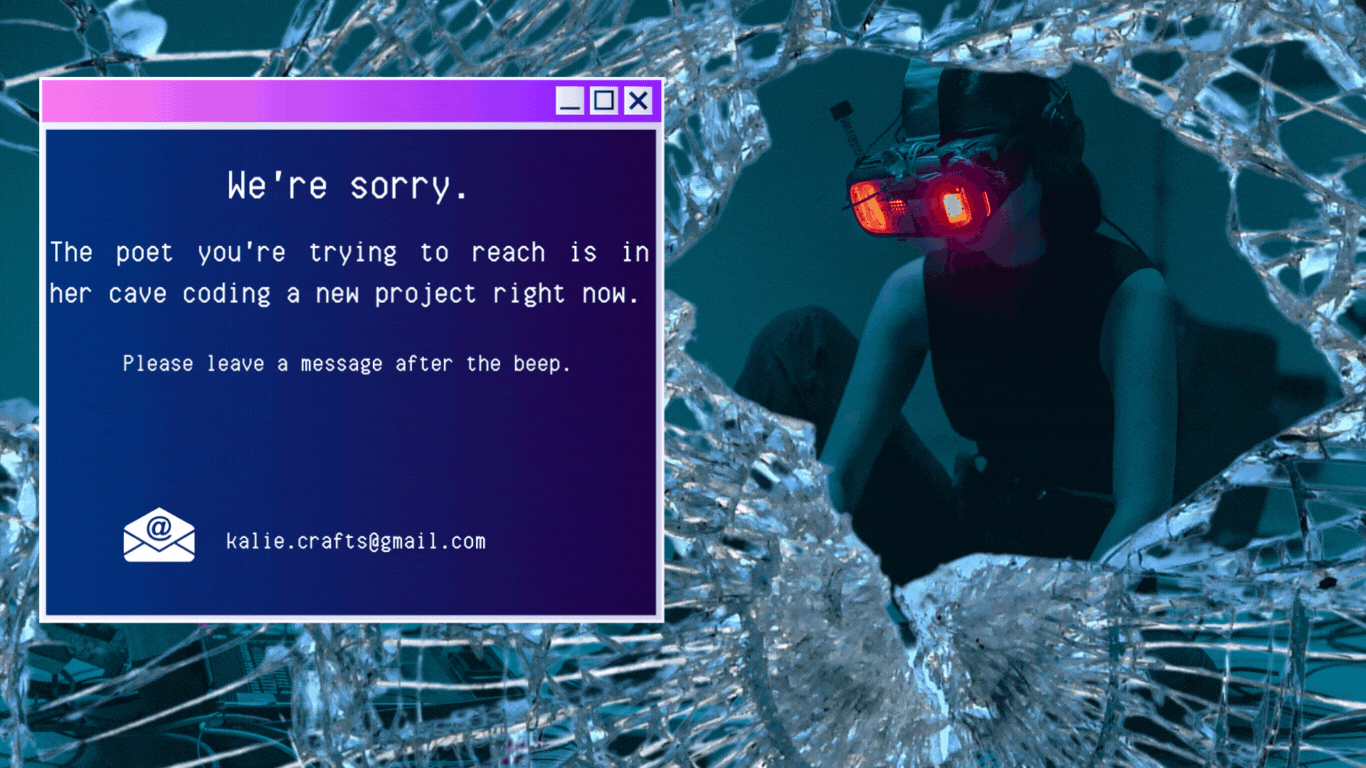 We're sorry.
The poet you're trying to reach is in
her cave coding a new project right now.
Please leave a message after the beep.
@
kalie.crafts@gmail.com